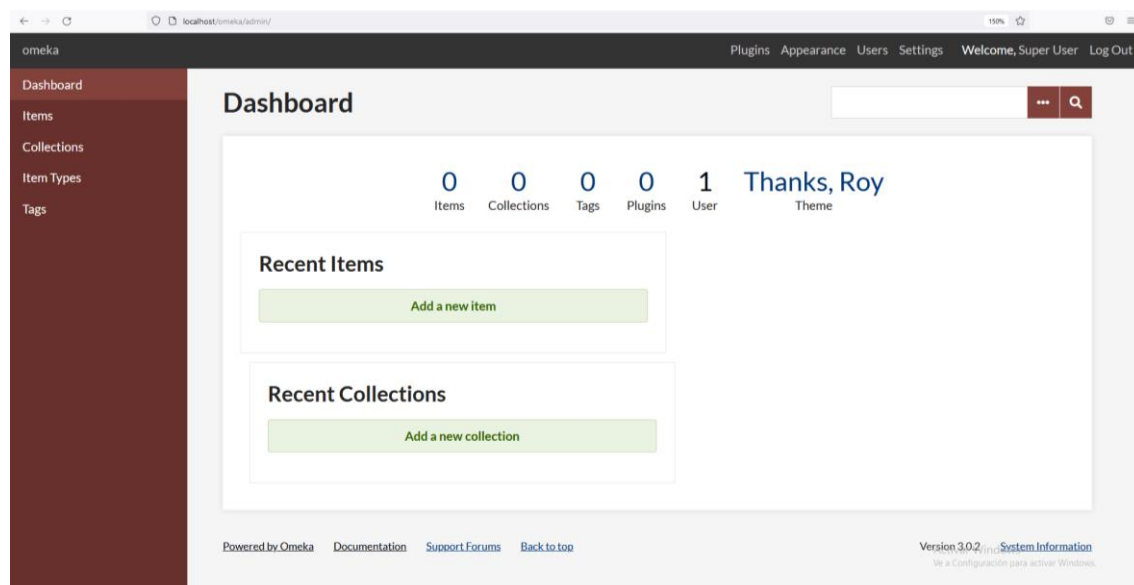 localhost/omeka/admin/
150%
omeka
Plugins Appearance Users Settings Welcome, Super User Log Out
Dashboard
Items
Collections
Item Types
Tags
Dashboard
0 0 0 0 1 Thanks, Roy
Items Collections Tags Plugins User Theme
Recent Items
Add a new item
Recent Collections
Add a new collection
Powered by Omeka Documentation Support Forums Back to top
Version 3.0.2 System Information
Activar Windows
Ve a Configuración para activar Windows.